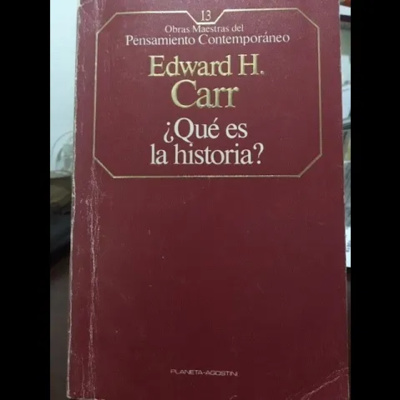 13
Obras Maestras del
Pensamiento Contemporáneo
Edward H.
Carr
¿Qué es
la historia?
PLANETA-AGOSTINI